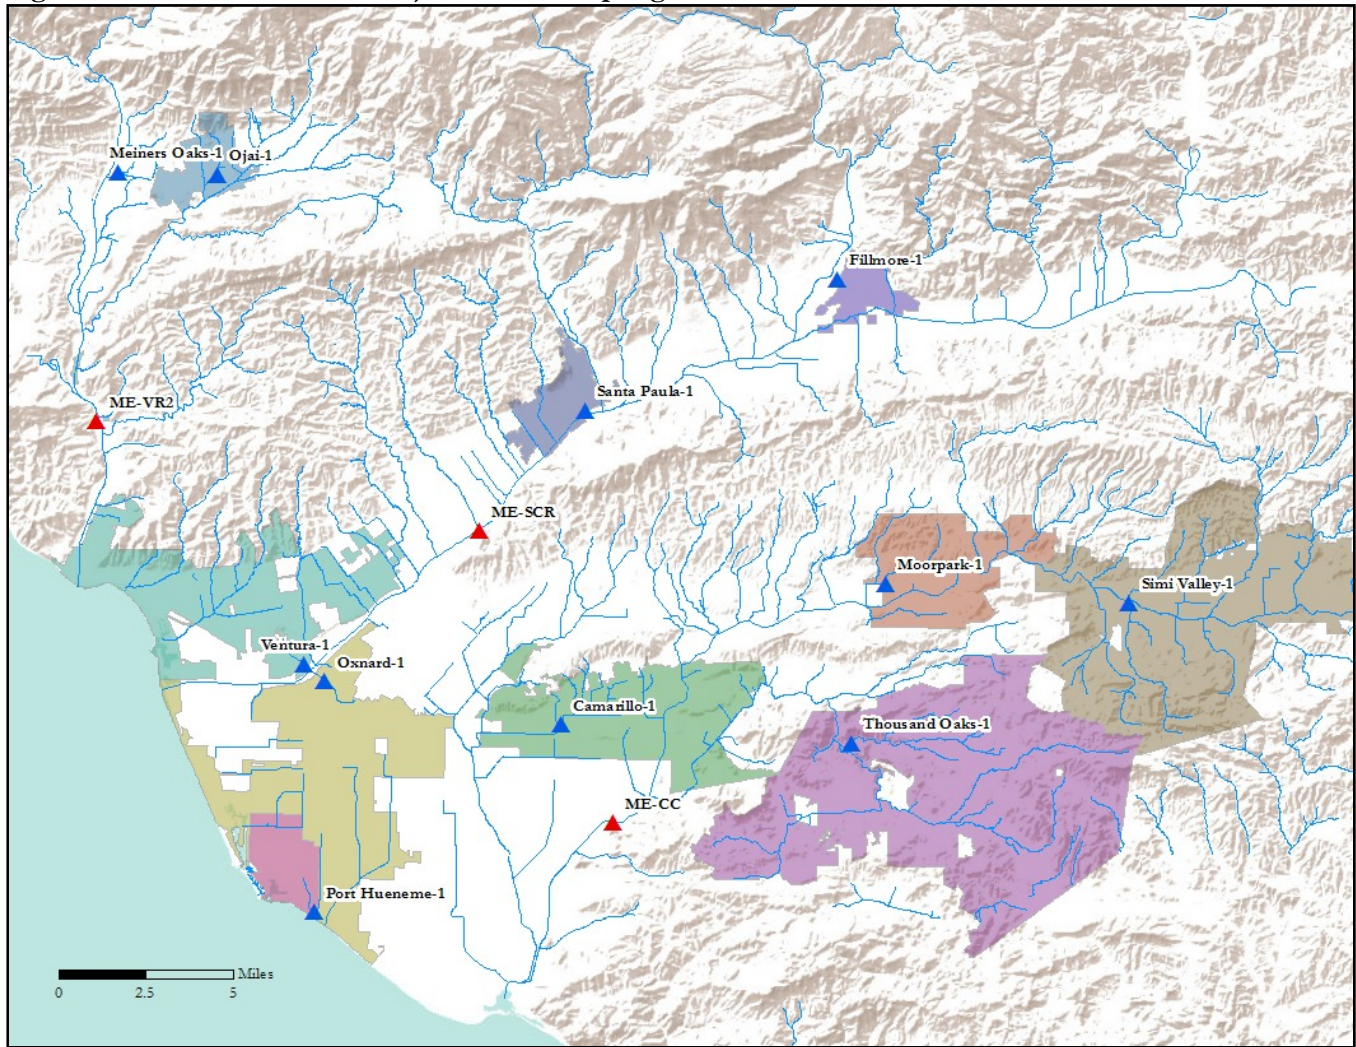 Meiners Oaks-1
Ojai-1
Fillmore-1
Santa Paula-1
ME-VR2
ME-SCR
Moorpark-1
Simi Valley-1
Ventura-1
Oxnard-1
Camarillo-1
Thousand Oaks-1
ME-CC
Port Hueneme-1
Miles
0 2.5 5